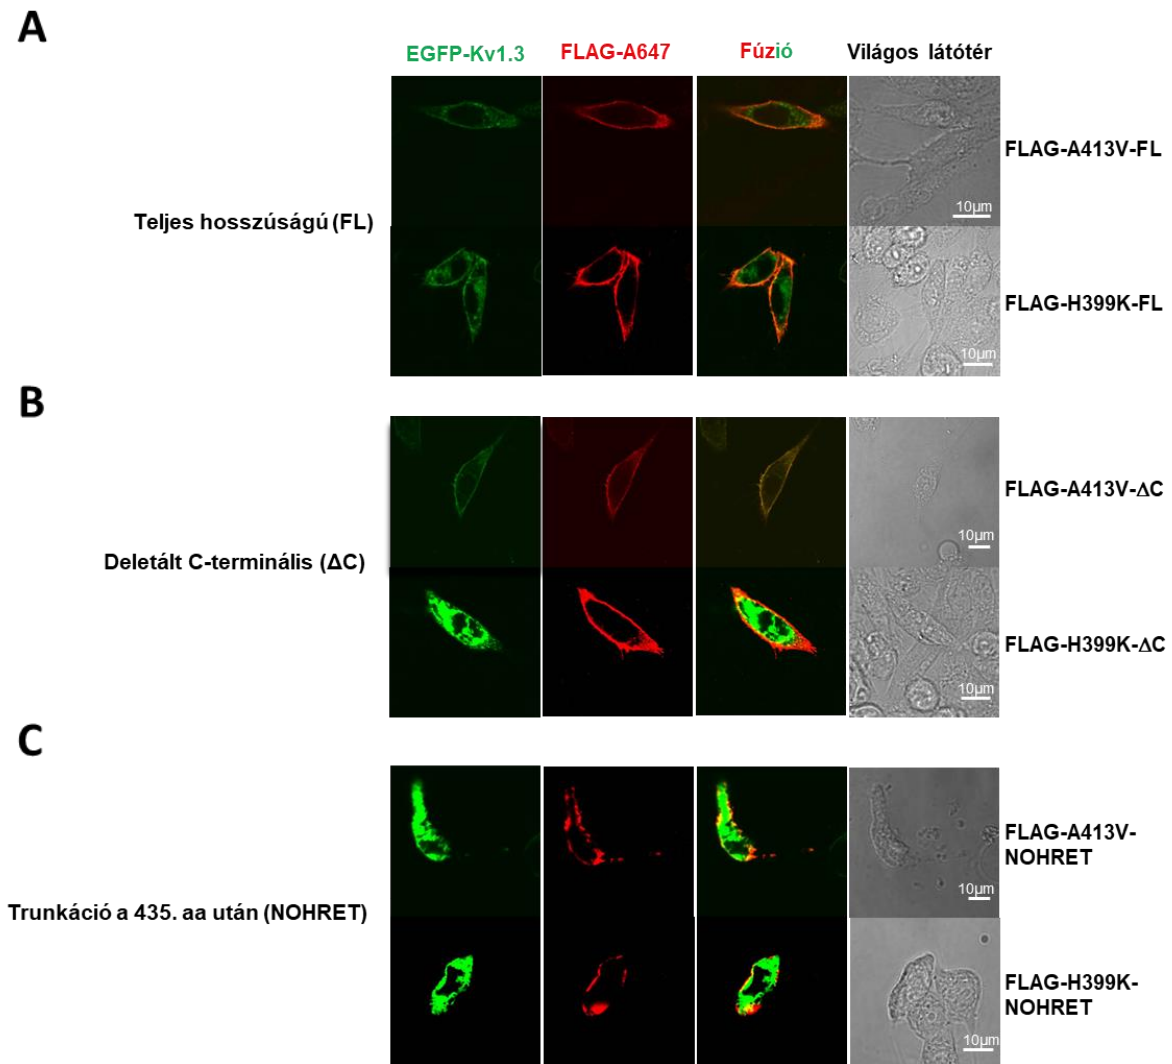 A
EGFP-Kv1.3 FLAG-A647 Fúzió Világos látótér
Teljes hosszúságú (FL)
FLAG-A413V-FL
10µm
FLAG-H399K-FL
10µm
B
Deletált C-terminális (ΔC)
FLAG-A413V-ΔC
10µm
FLAG-H399K-ΔC
10µm
C
Trunkáció a 435. aa után (NOHRET)
FLAG-A413V-
NOHRET
10µm
FLAG-H399K-
NOHRET
10µm